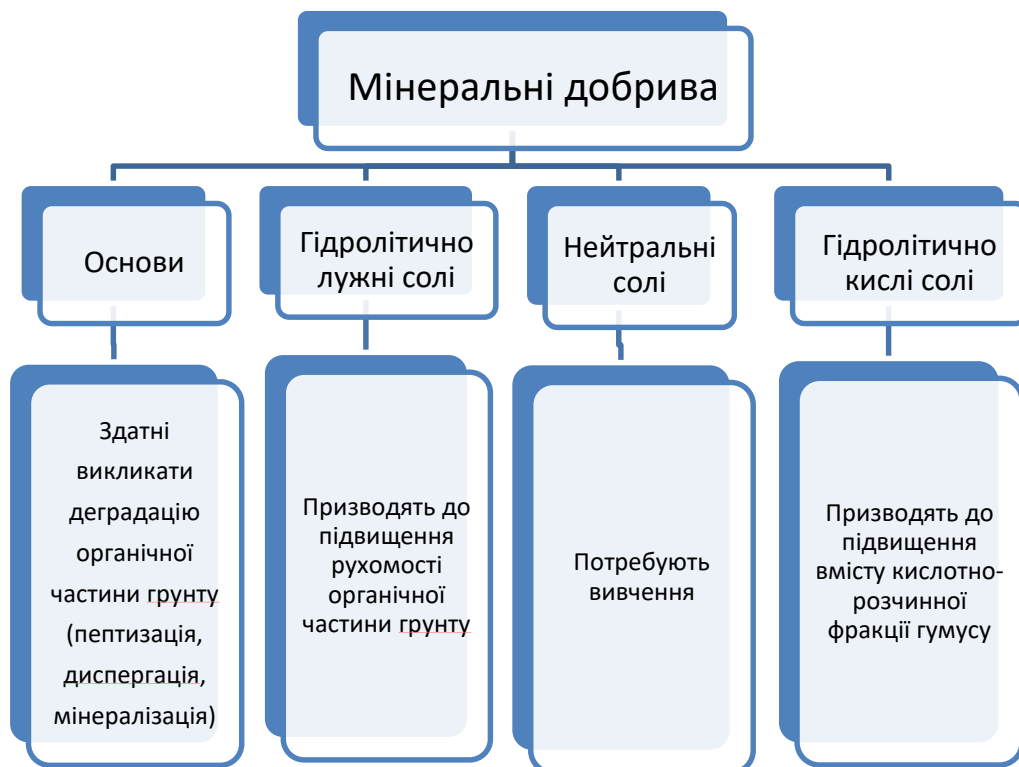 Мінеральні добрива
Основи
Гідролітично
лужні солі
Нейтральні
солі
Гідролітично
кислі солі
Здатні
викликати
деградацію
органічної
частини грунту
(пептизація,
диспергація,
мінералізація)
Призводять до
підвищення
рухомості
органічної
частини грунту
Потребують
вивчення
Призводять до
підвищення
вмісту кислотно-
розчинної
фракції гумусу